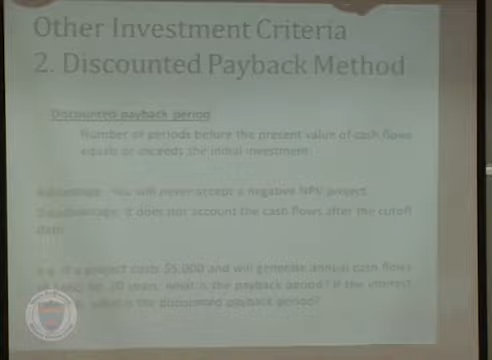 Other Investment Criteria
2. Discounted Payback Method
Discounted payback period
Number of periods before the present value of cash flows
equals or exceeds the initial investment.
Advantage: You will never accept a negative NPV project.
Disadvantage: It does not account the cash flows after the cutoff
date.
e.g. If a project costs $5,000 and will generate annual cash flows
for 20 years, what is the payback period? If the interest
what is the discounted payback period?